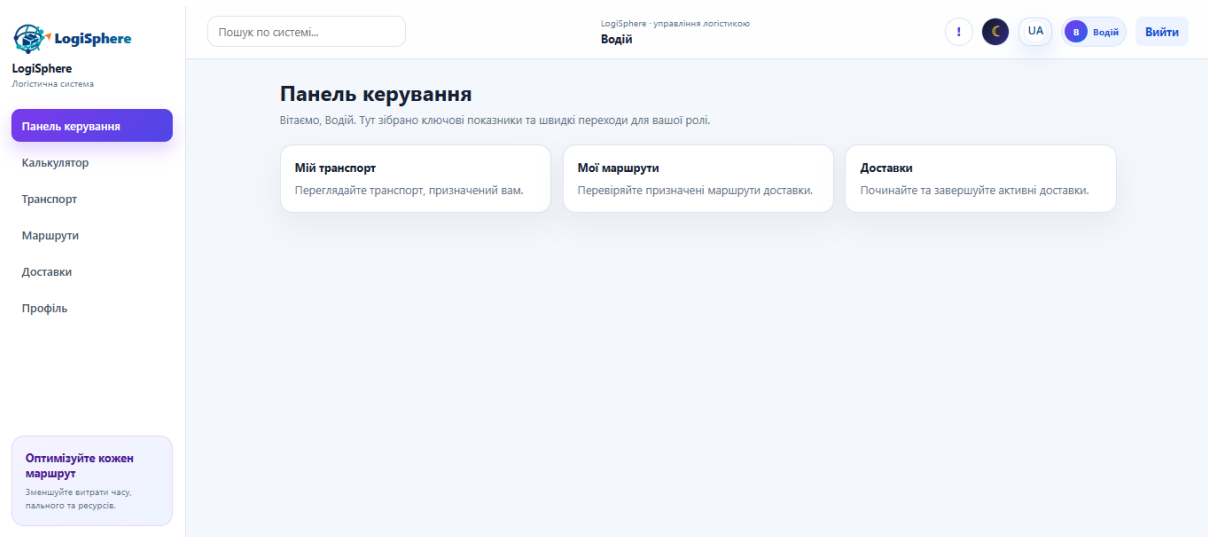 LogiSphere
LogiSphere
Логістична система
Панель керування
Калькулятор
Транспорт
Маршрути
Доставки
Профіль
Оптимізуйте кожен
маршрут
Зменшуйте витрати часу,
пального та ресурсів.
Пошук по системі...
LogiSphere · управління логістикою
Водій
!
UA
В Водій
Вийти
Панель керування
Вітаємо, Водій. Тут зібрано ключові показники та швидкі переходи для вашої ролі.
Мій транспорт
Переглядайте транспорт, призначений вам.
Мої маршрути
Перевіряйте призначені маршрути доставки.
Доставки
Починайте та завершуйте активні доставки.